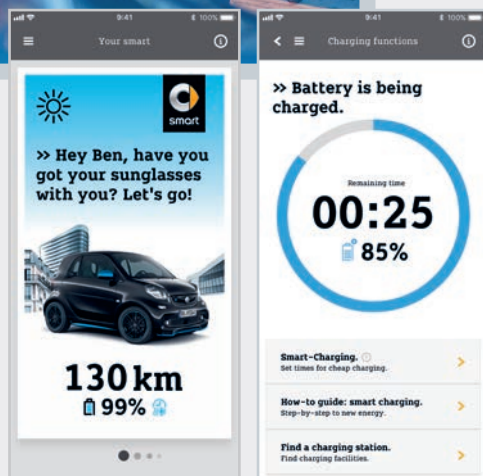 9:41
100%
Your smart
smart
» Hey Ben, have you
got your sunglasses
with you? Let's go!
130 km
99%
9:41
100%
Charging functions
» Battery is being
charged.
Remaining time
00:25
85%
Smart-Charging.
Set times for cheap charging.
How-to guide: smart charging.
Step-by-step to new energy.
Find a charging station.
Find charging facilities.